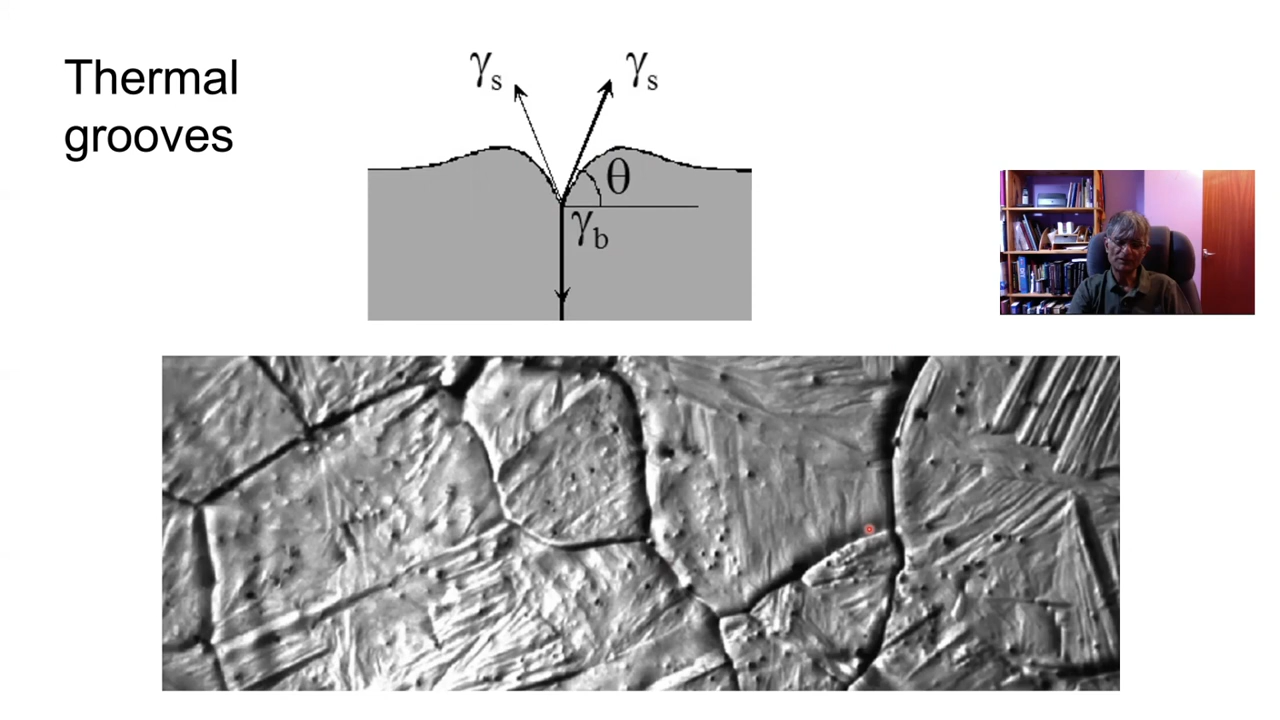 Thermal
grooves
γs γs
θ
γb